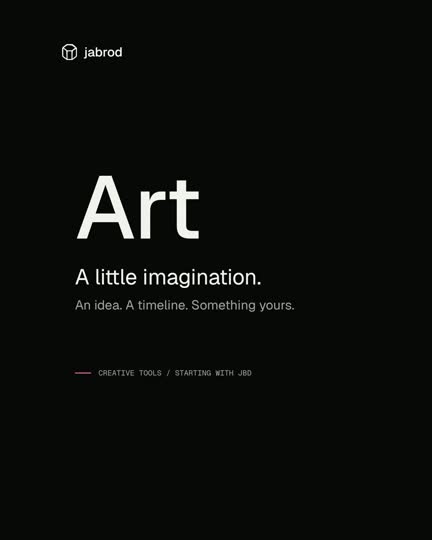 jabrod
Art
A little imagination.
An idea. A timeline. Something yours.
CREATIVE TOOLS / STARTING WITH JBD